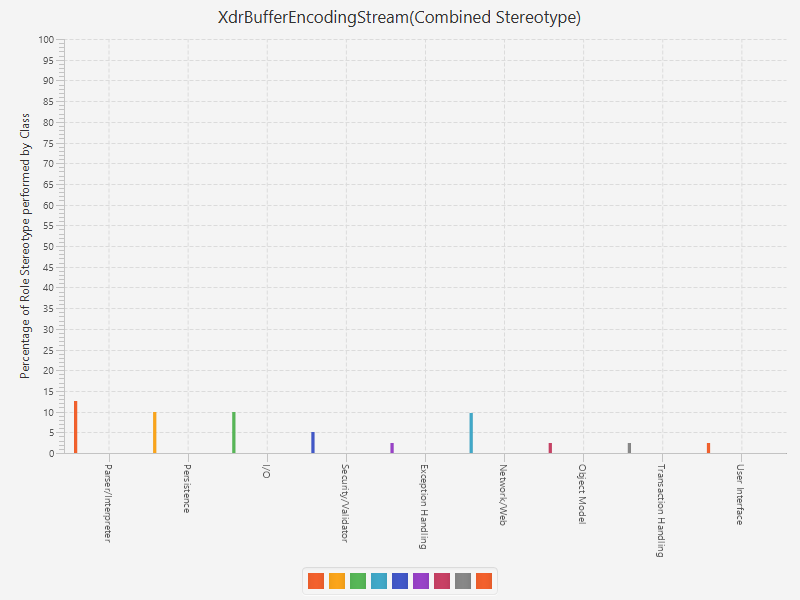 XdrBufferEncodingStream(Combined Stereotype)
Percentage of Role Stereotype performed by Class
100
95
90
85
80
75
70
65
60
55
50
45
40
35
30
25
20
15
10
5
0
Parser/Interpreter
Persistence
I/O
Security/Validator
Exception Handling
Network/Web
Object Model
Transaction Handling
User Interface